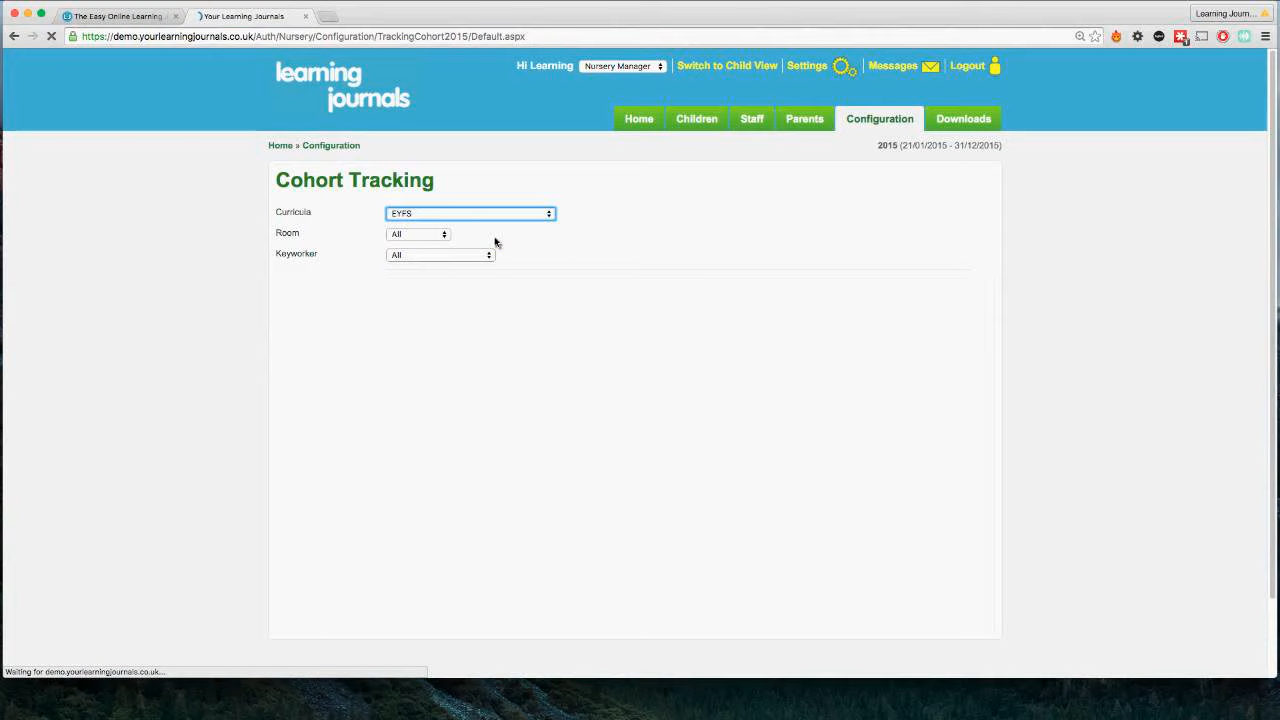 The Easy Online Learning
Your Learning Journals
Learning Journ...
https://demo.yourlearningjournals.co.uk/Auth/Nursery/Configuration/TrackingCohort2015/Default.aspx
learning journals
Hi Learning Nursery Manager Switch to Child View Settings Messages Logout
Home Children Staff Parents Configuration Downloads
Home » Configuration 2015 (21/01/2015 - 31/12/2015)
Cohort Tracking
Curricula EYFS
Room All
Keyworker All
Waiting for demo.yourlearningjournals.co.uk...